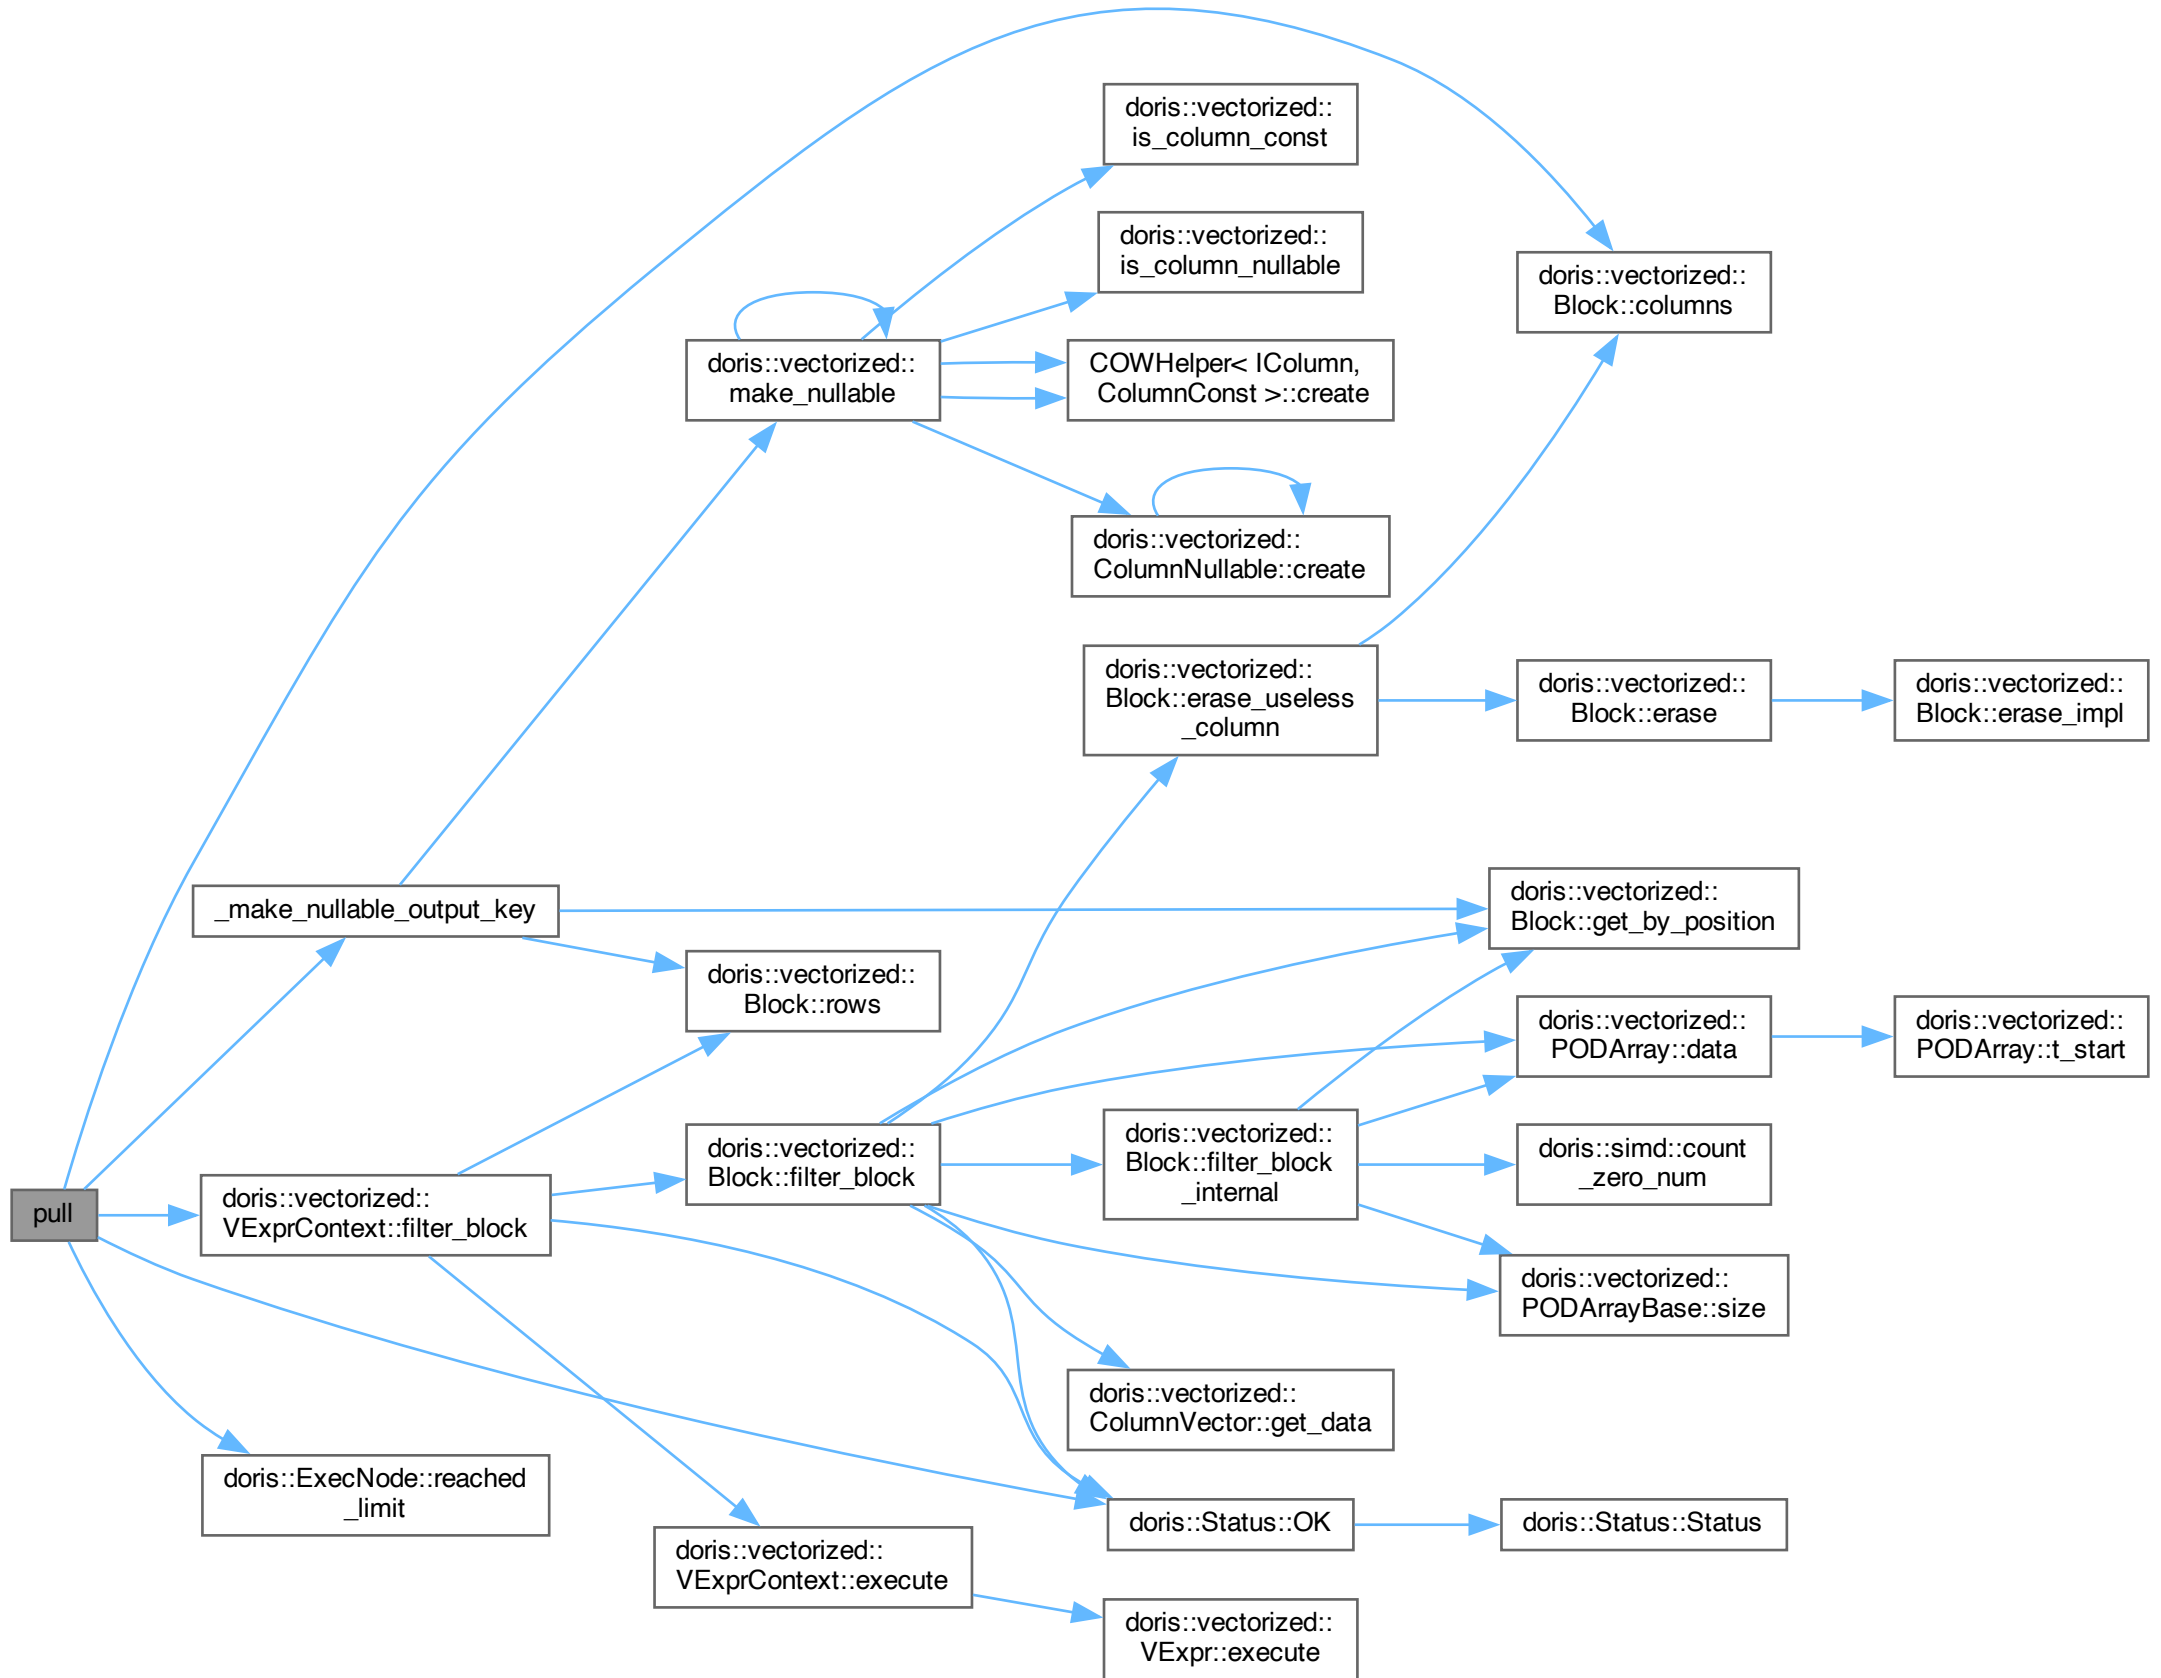 doris::vectorized::
is_column_const
doris::vectorized::
is_column_nullable
doris::vectorized::
Block::columns
doris::vectorized::
make_nullable
COWHelper< IColumn,
ColumnConst >::create
doris::vectorized::
ColumnNullable::create
doris::vectorized::
Block::erase_useless
_column
doris::vectorized::
Block::erase
doris::vectorized::
Block::erase_impl
_make_nullable_output_key
doris::vectorized::
Block::get_by_position
doris::vectorized::
Block::rows
doris::vectorized::
PODArray::data
doris::vectorized::
PODArray::t_start
pull
doris::vectorized::
VExprContext::filter_block
doris::vectorized::
Block::filter_block
doris::vectorized::
Block::filter_block
_internal
doris::simd::count
_zero_num
doris::vectorized::
PODArrayBase::size
doris::vectorized::
ColumnVector::get_data
doris::ExecNode::reached
_limit
doris::Status::OK
doris::Status::Status
doris::vectorized::
VExprContext::execute
doris::vectorized::
VExpr::execute